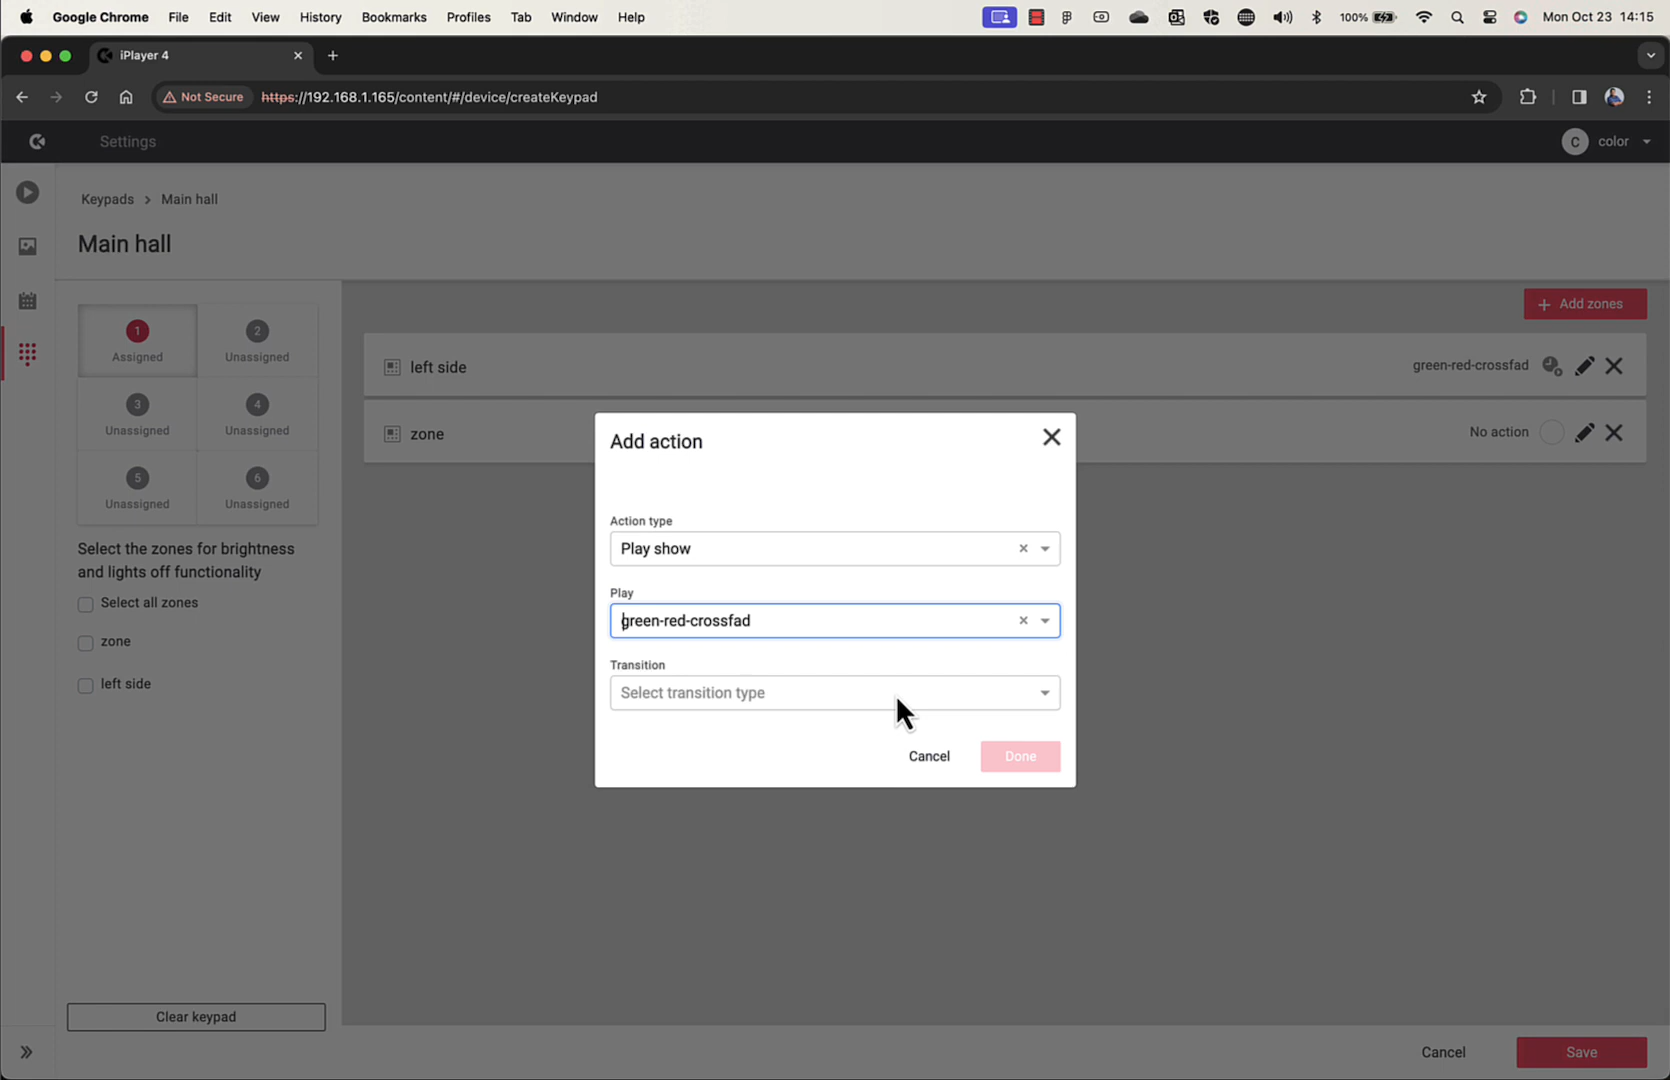 Google Chrome File Edit View History Bookmarks Profiles Tab Window Help 100% Mon Oct 23 14:15
iPlayer 4
Not Secure https://192.168.1.165/content/#/device/createKeypad
Settings
C color
Keypads > Main hall
Main hall
+ Add zones
1
Assigned
2
Unassigned
3
Unassigned
4
Unassigned
5
Unassigned
6
Unassigned
Select the zones for brightness
and lights off functionality
Select all zones
zone
left side
left side
green-red-crossfad
zone
No action
Add action
Action type
Play show
Play
green-red-crossfad
Transition
Select transition type
Cancel
Done
Clear keypad
Cancel
Save